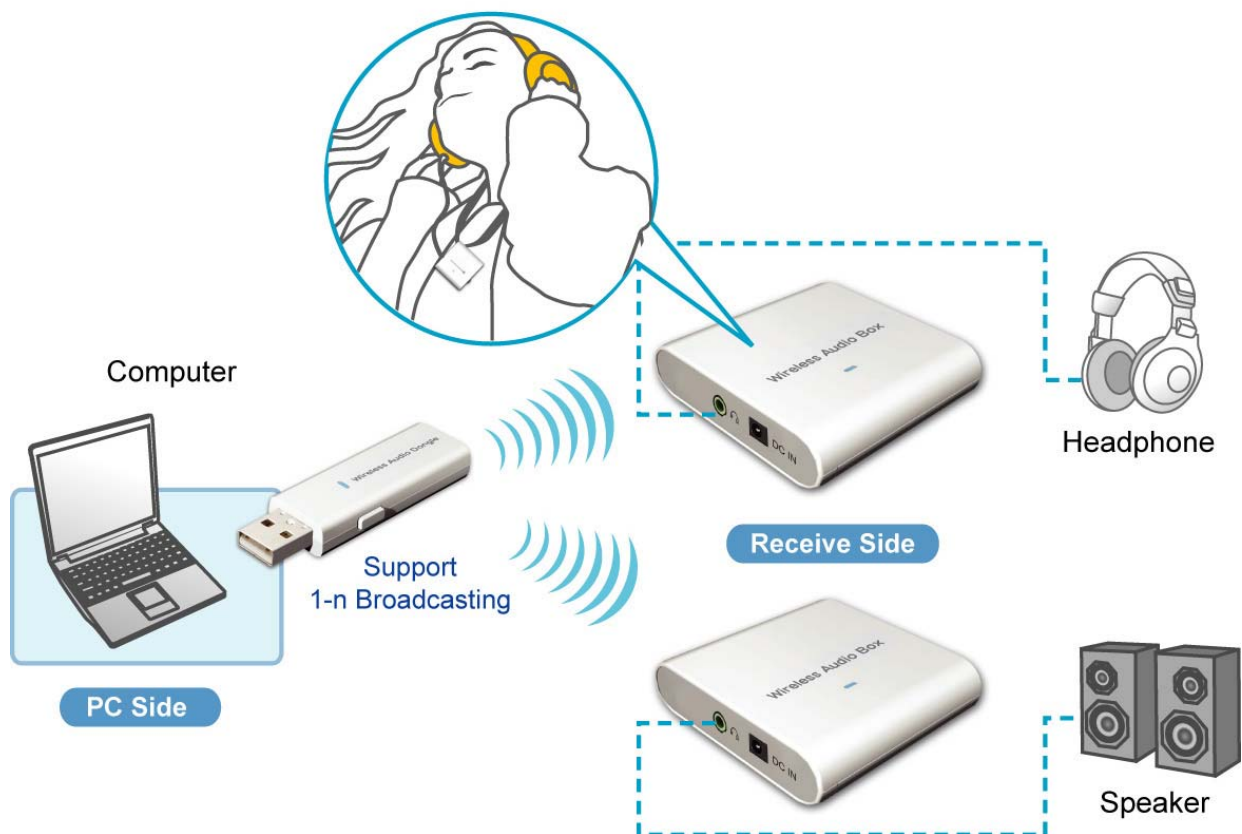 Computer
Wireless Audio Dongle
Support
1-n Broadcasting
PC Side
Wireless Audio Box
DC IN
Headphone
Receive Side
Wireless Audio Box
DC IN
Speaker